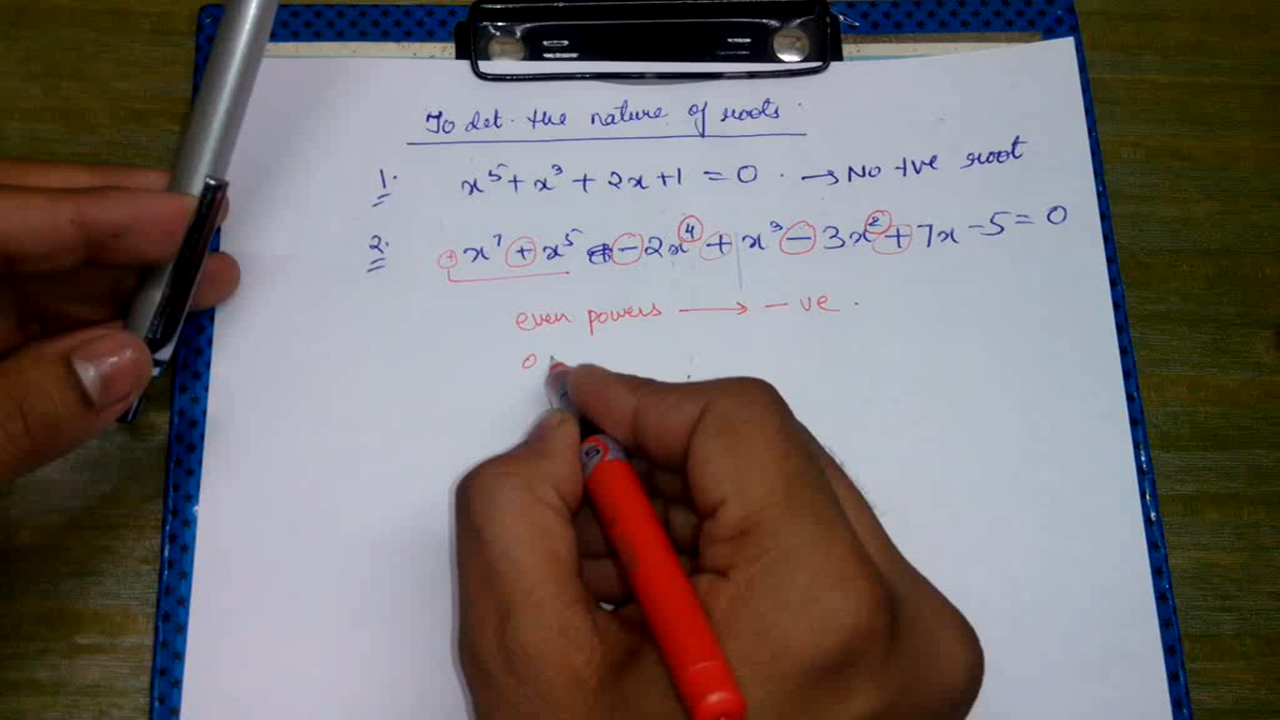 To det. the nature of roots.
1. x⁵ + x³ + 2x + 1 = 0. → No +ve root
2. + x⁷ + x⁵ - 2x⁴ + x³ - 3x² + 7x - 5 = 0
even powers → - ve.
o